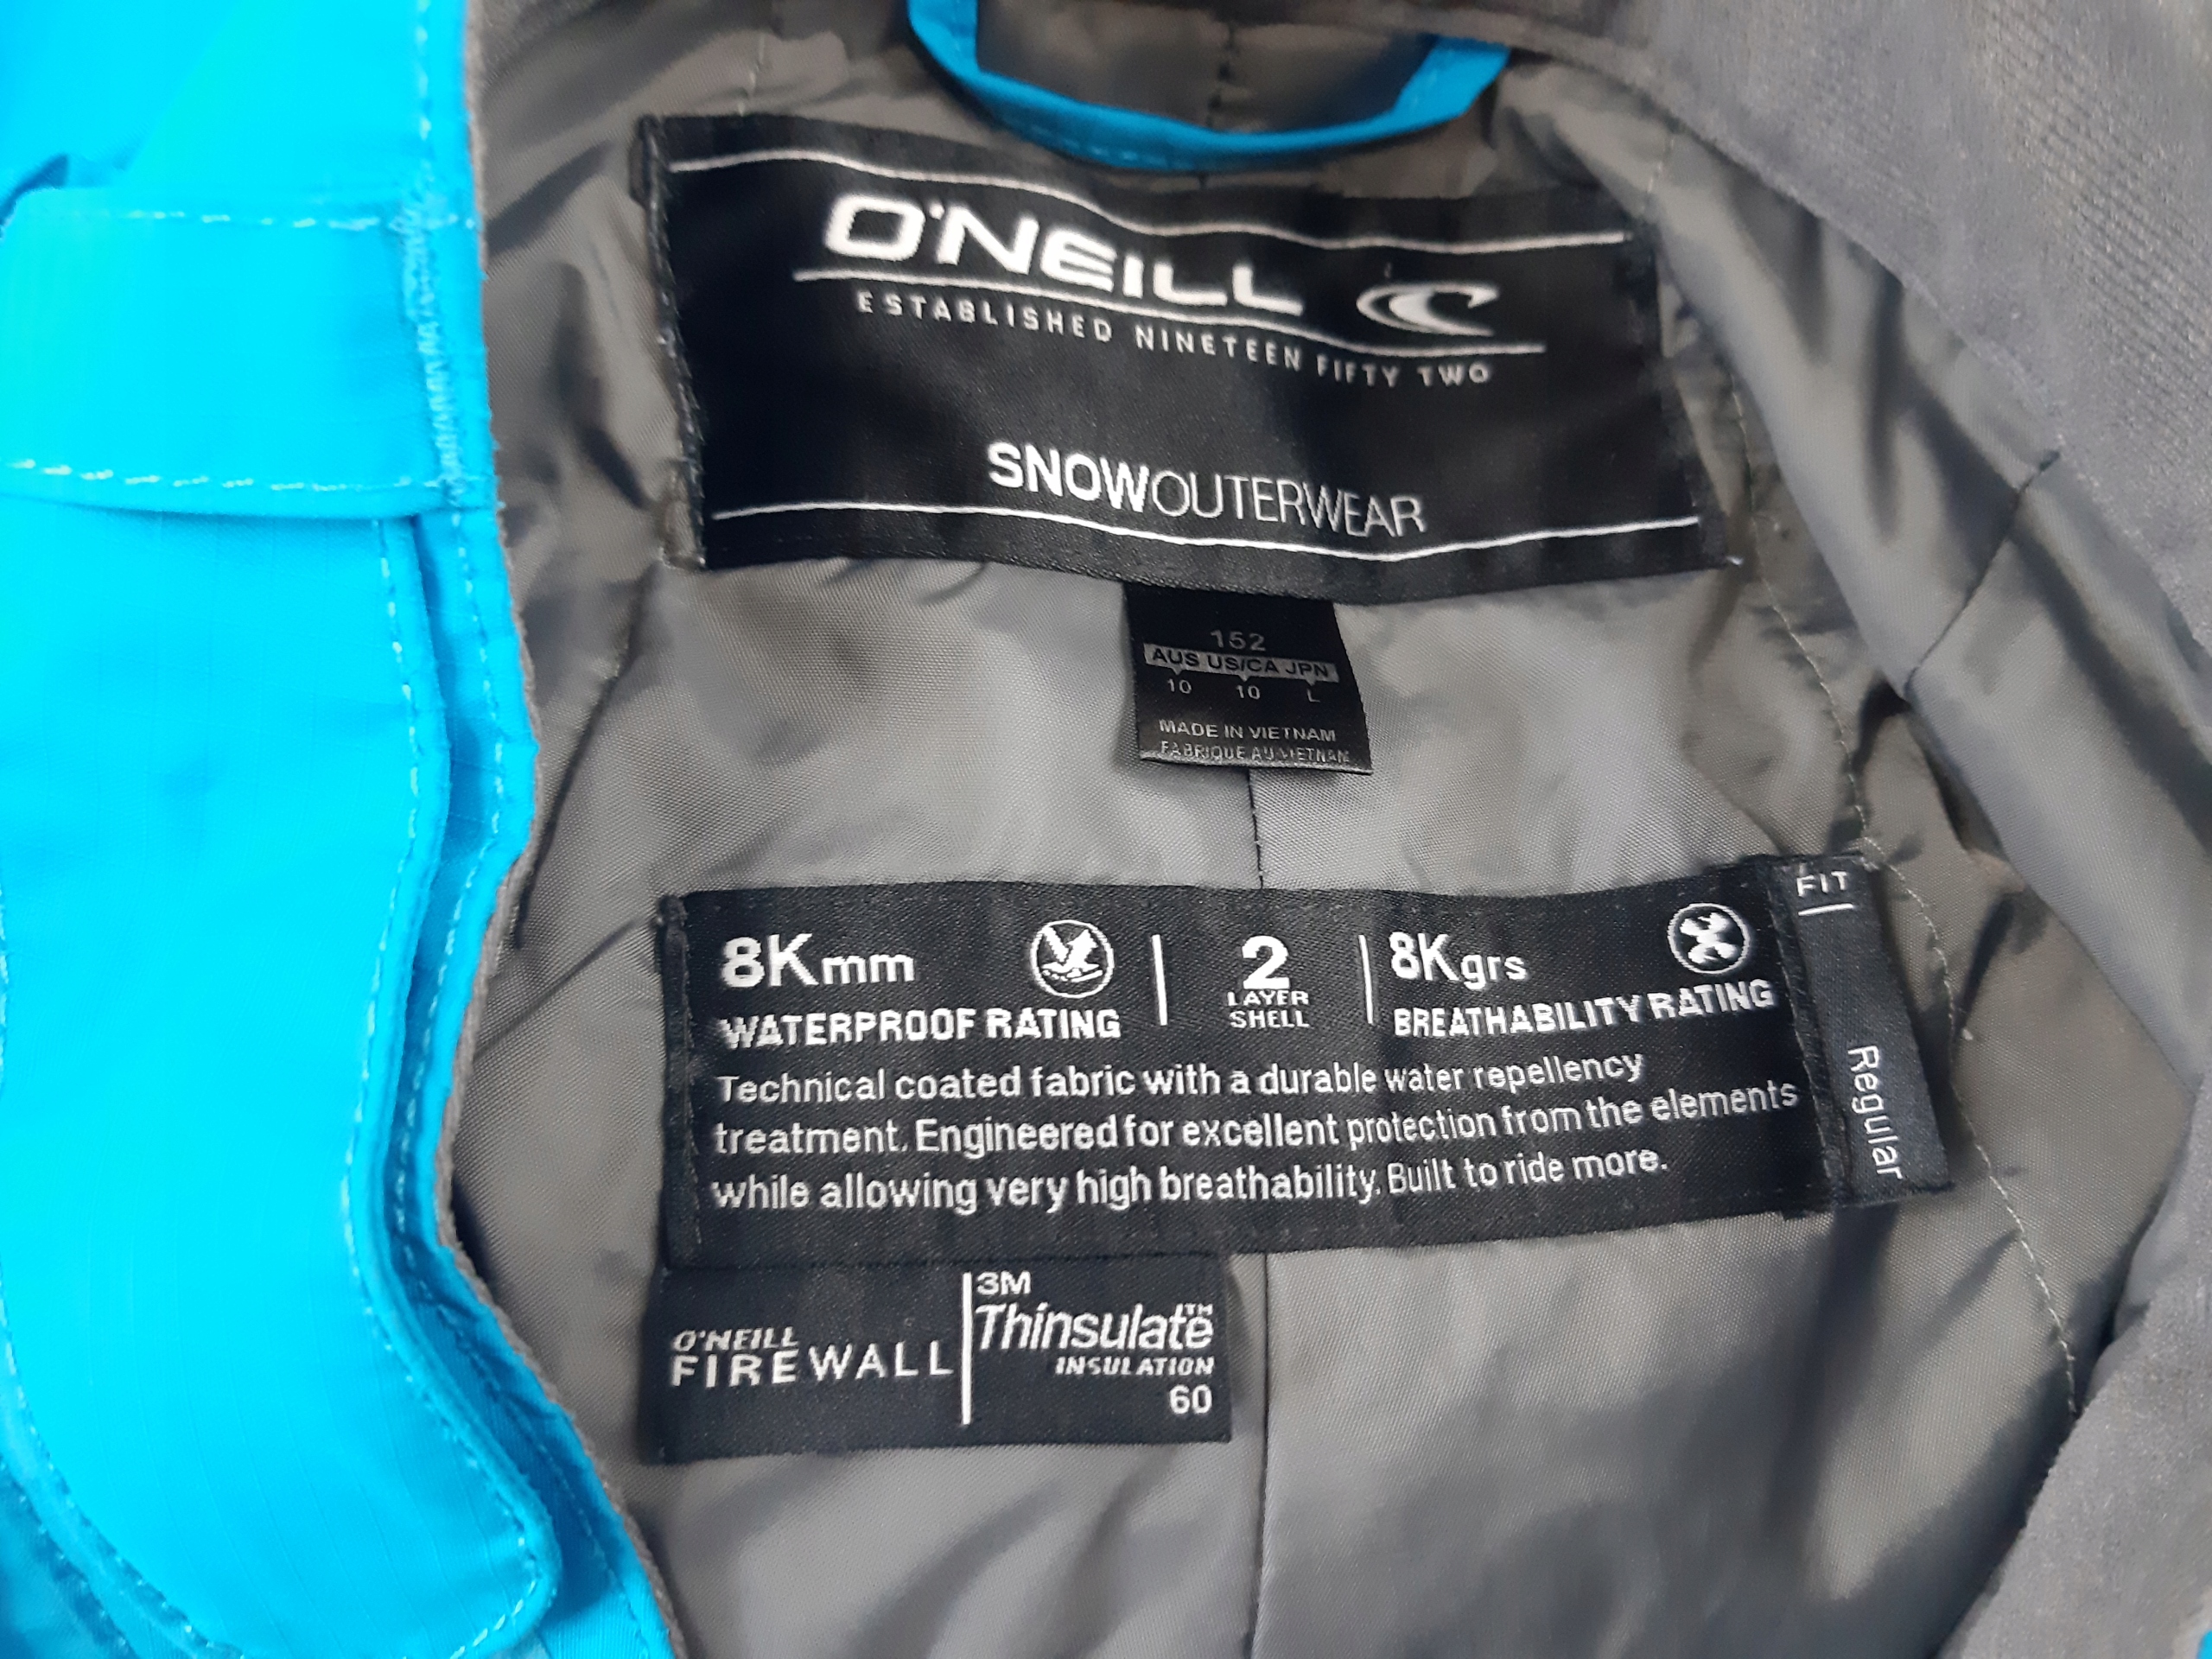 O'NEILL
ESTABLISHED NINETEEN FIFTY TWO
SNOWOUTERWEAR
152
AUS US/CA JPN
10 10 L
MADE IN VIETNAM
FABRIQUE AU VIETNAM
8Kmm
WATERPROOF RATING
2
LAYER
SHELL
8Kgrs
BREATHABILITY RATING
Technical coated fabric with a durable water repellency
treatment. Engineered for excellent protection from the elements
while allowing very high breathability. Built to ride more.
FIT
Regular
O'NEILL
FIREWALL
3M
Thinsulate™
INSULATION
60